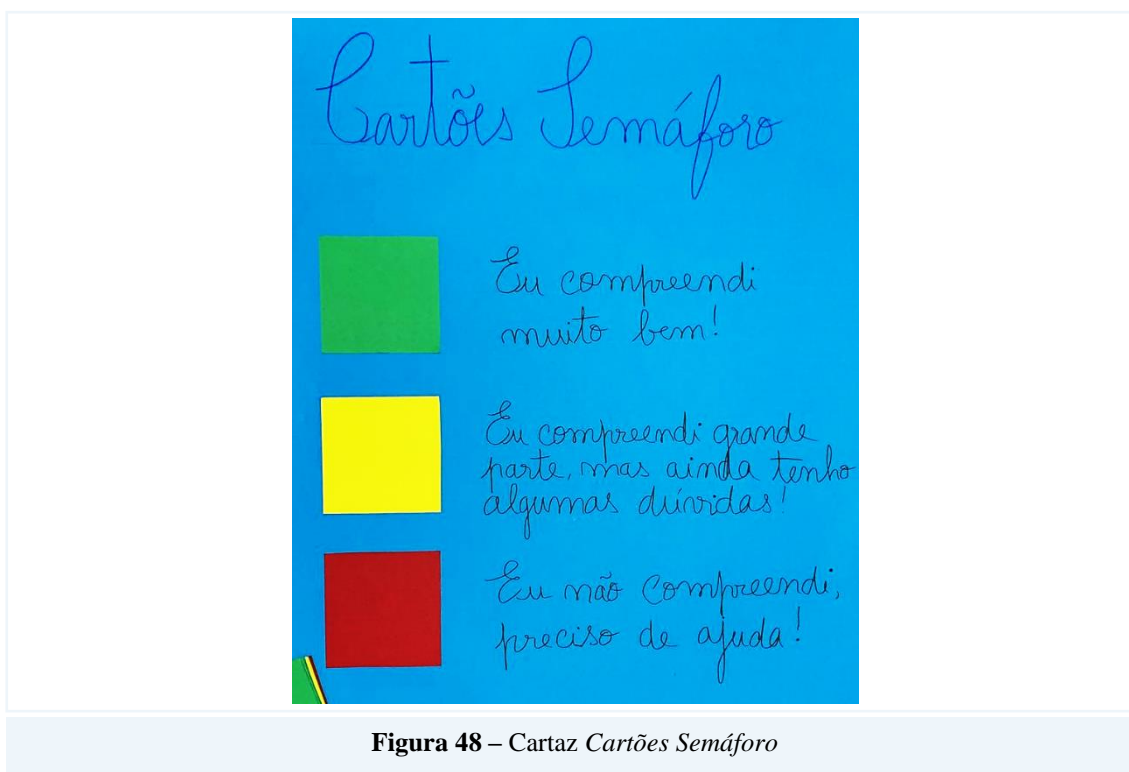 Cartões Semáforo
Eu compreendi
muito bem!
Eu compreendi grande
parte, mas ainda tenho
algumas dúvidas!
Eu não compreendi,
preciso de ajuda!
Figura 48 – Cartaz Cartões Semáforo